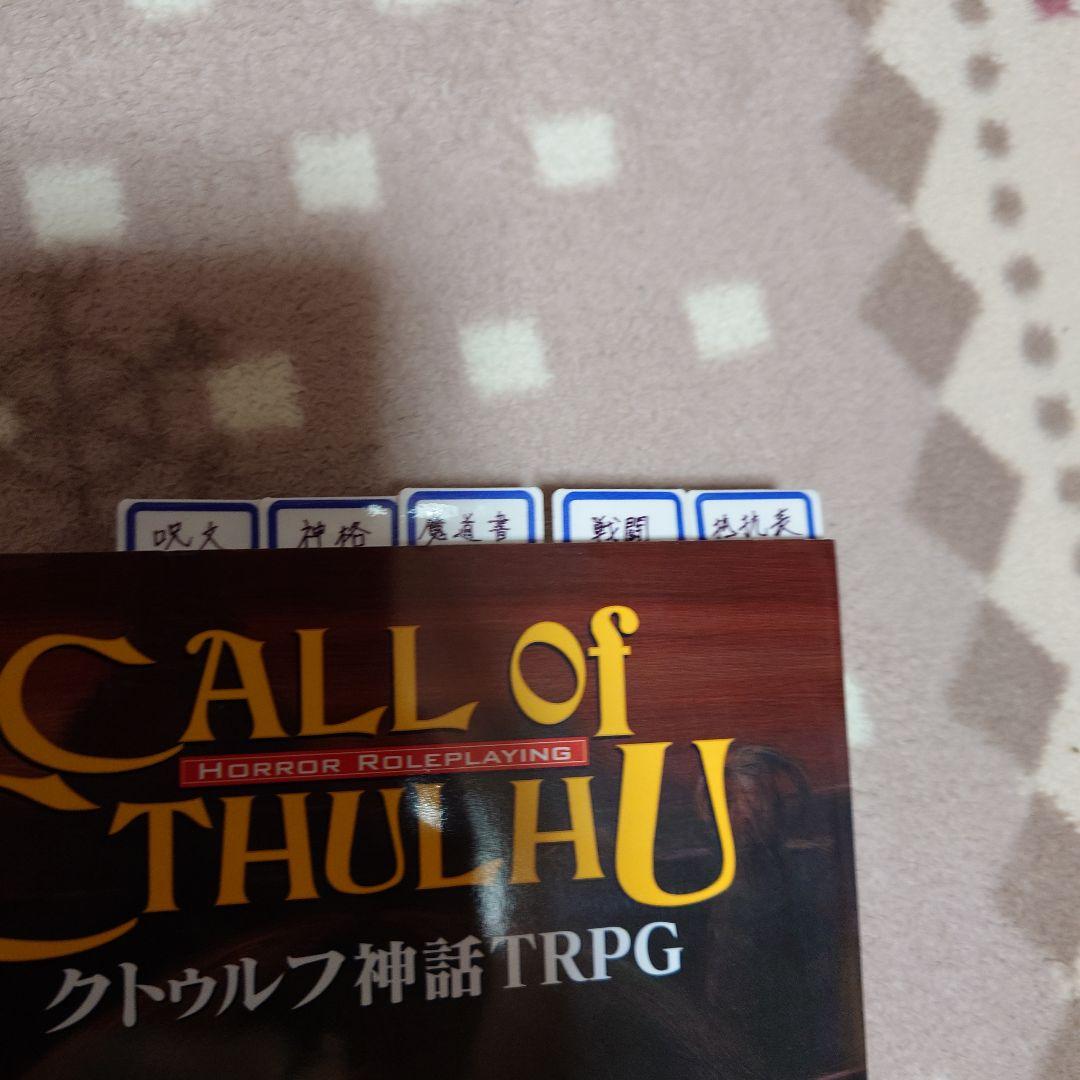 呪文 神格 魔道書 戦闘 抵抗表
CALL of
HORROR ROLEPLAYING
CTHULHU
クトゥルフ神話TRPG